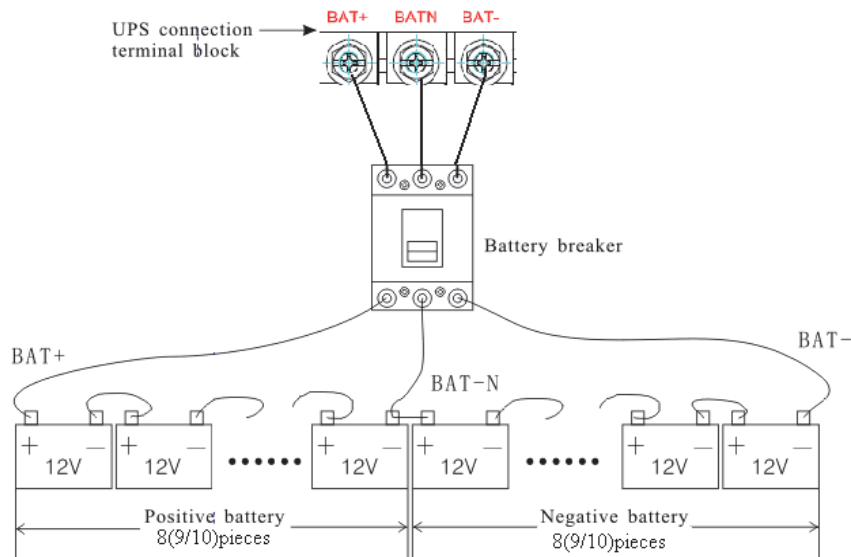 BAT+ BATN BAT-
UPS connection
terminal block
Battery breaker
BAT+
BAT-
BAT-N
+ — + — + — + — + — + —
12V 12V •••••• 12V 12V •••••• 12V 12V
Positive battery
8(9/10)pieces
Negative battery
8(9/10)pieces